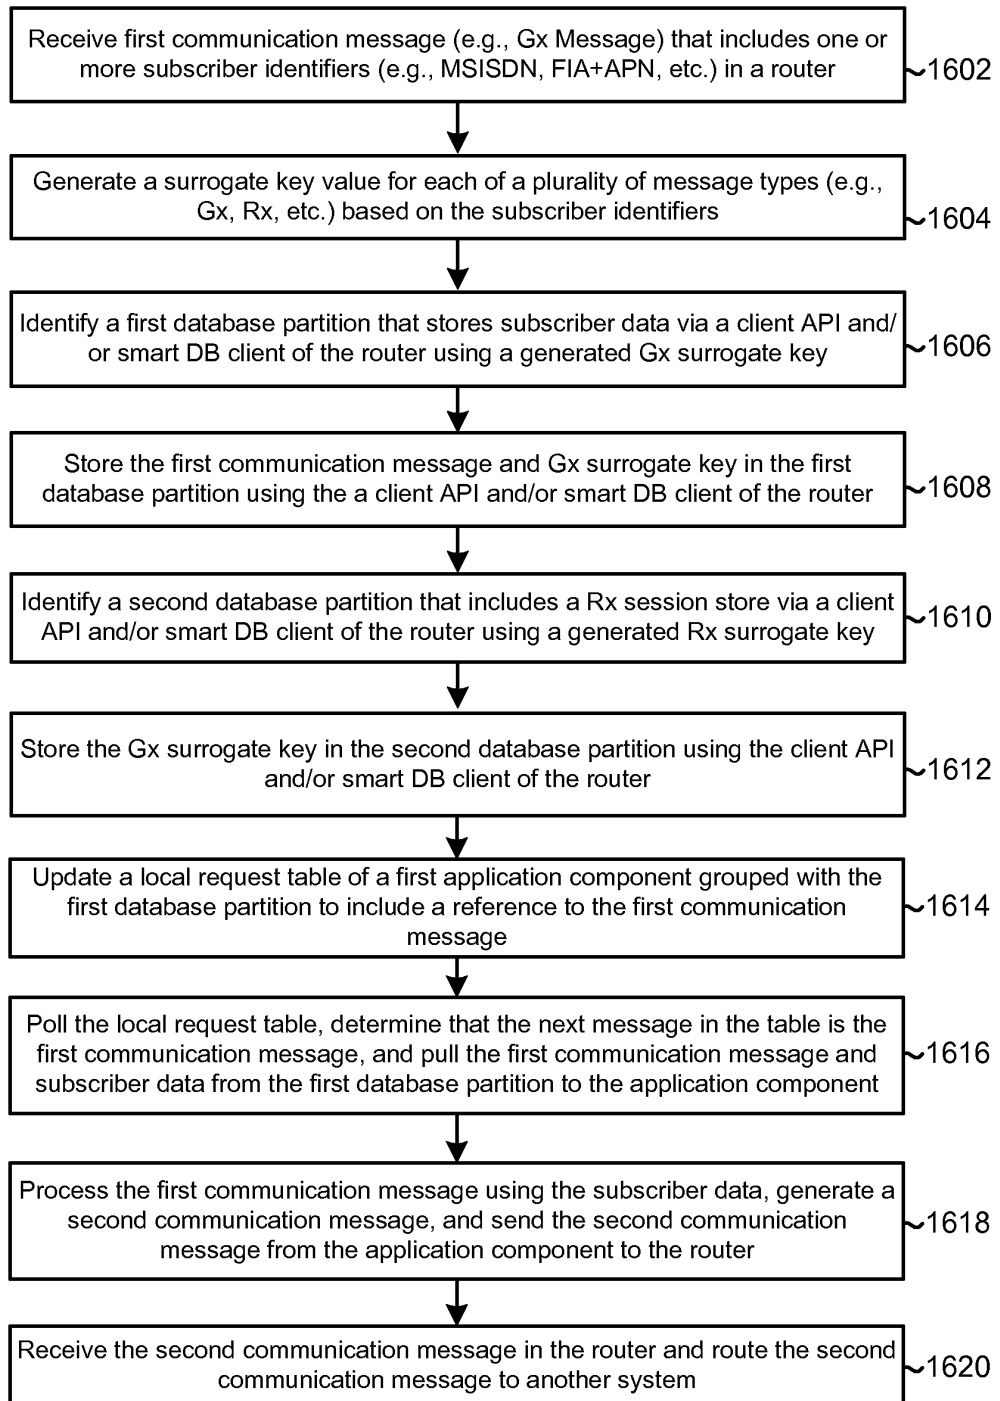 Receive first communication message (e.g., Gx Message) that includes one or
more subscriber identifiers (e.g., MSISDN, FIA+APN, etc.) in a router
1602
Generate a surrogate key value for each of a plurality of message types (e.g.,
Gx, Rx, etc.) based on the subscriber identifiers
1604
Identify a first database partition that stores subscriber data via a client API and/
or smart DB client of the router using a generated Gx surrogate key
1606
Store the first communication message and Gx surrogate key in the first
database partition using the a client API and/or smart DB client of the router
1608
Identify a second database partition that includes a Rx session store via a client
API and/or smart DB client of the router using a generated Rx surrogate key
1610
Store the Gx surrogate key in the second database partition using the client API
and/or smart DB client of the router
1612
Update a local request table of a first application component grouped with the
first database partition to include a reference to the first communication
message
1614
Poll the local request table, determine that the next message in the table is the
first communication message, and pull the first communication message and
subscriber data from the first database partition to the application component
1616
Process the first communication message using the subscriber data, generate a
second communication message, and send the second communication
message from the application component to the router
1618
Receive the second communication message in the router and route the second
communication message to another system
1620